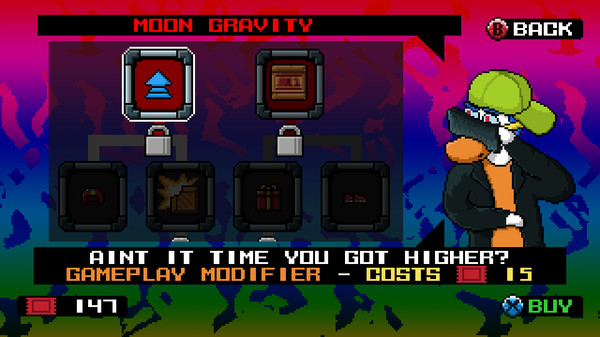 MOON GRAVITY
B BACK
AINT IT TIME YOU GOT HIGHER?
GAMEPLAY MODIFIER - COSTS 15
147
X BUY